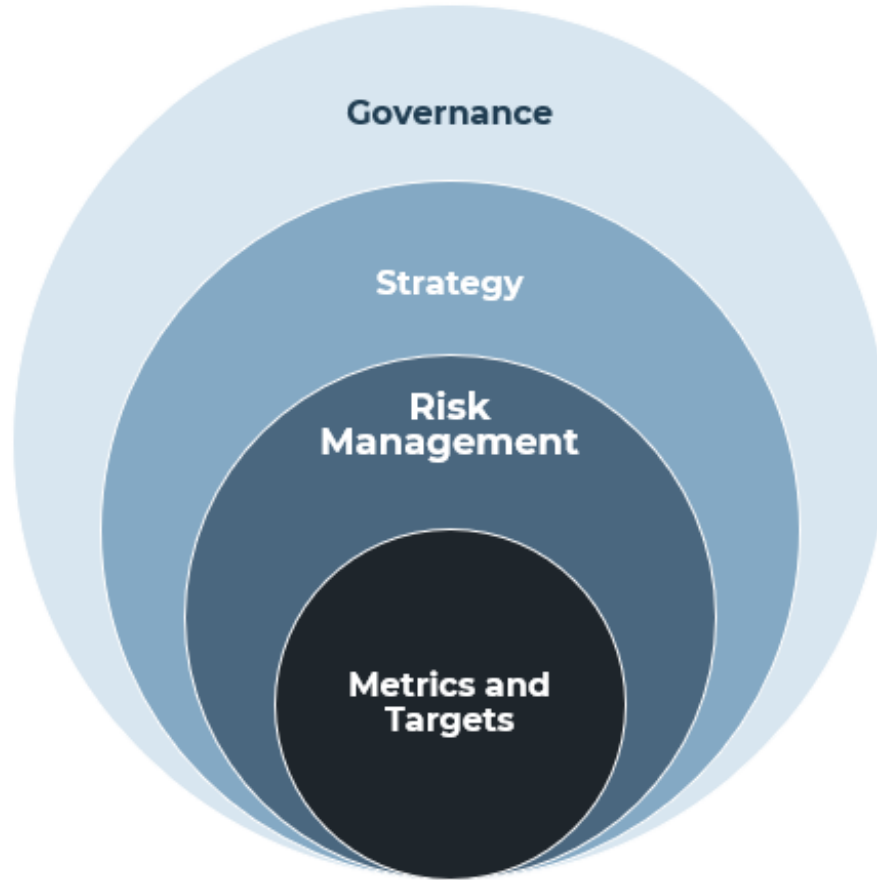 Governance
Strategy
Risk
Management
Metrics and
Targets